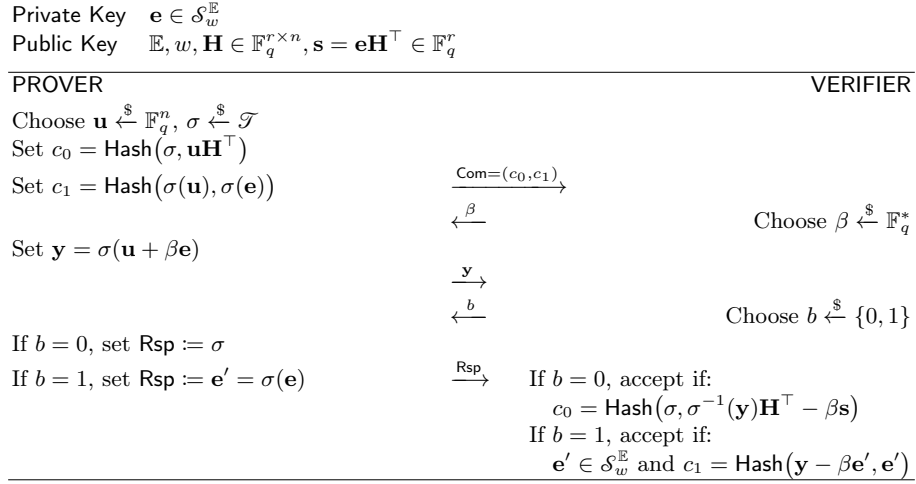 Private Key 𝐞 ∈ 𝒮_w^𝔼
Public Key 𝔼, w, 𝐇 ∈ 𝔽_q^{r×n}, 𝐬 = 𝐞𝐇^⊤ ∈ 𝔽_q^r
PROVER VERIFIER
Choose 𝐮 ←$ 𝔽_q^n, σ ←$ 𝒯
Set c_0 = Hash(σ, 𝐮𝐇^⊤)
Set c_1 = Hash(σ(𝐮), σ(𝐞)) Com=(c_0,c_1) ⟶
⟵ β Choose β ←$ 𝔽_q^*
Set 𝐲 = σ(𝐮 + β𝐞)
𝐲 ⟶
⟵ b Choose b ←$ {0, 1}
If b = 0, set Rsp ≔ σ
If b = 1, set Rsp ≔ 𝐞′ = σ(𝐞) Rsp ⟶ If b = 0, accept if:
c_0 = Hash(σ, σ^{−1}(𝐲)𝐇^⊤ − β𝐬)
If b = 1, accept if:
𝐞′ ∈ 𝒮_w^𝔼 and c_1 = Hash(𝐲 − β𝐞′, 𝐞′)